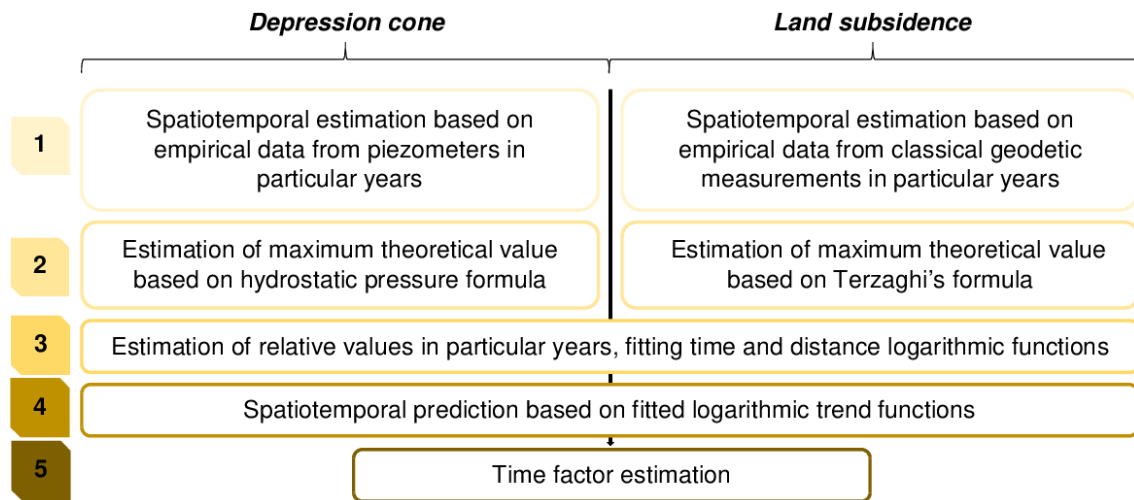 Depression cone
Land subsidence
1
Spatiotemporal estimation based on
empirical data from piezometers in
particular years
Spatiotemporal estimation based on
empirical data from classical geodetic
measurements in particular years
2
Estimation of maximum theoretical value
based on hydrostatic pressure formula
Estimation of maximum theoretical value
based on Terzaghi's formula
3
Estimation of relative values in particular years, fitting time and distance logarithmic functions
4
Spatiotemporal prediction based on fitted logarithmic trend functions
5
Time factor estimation